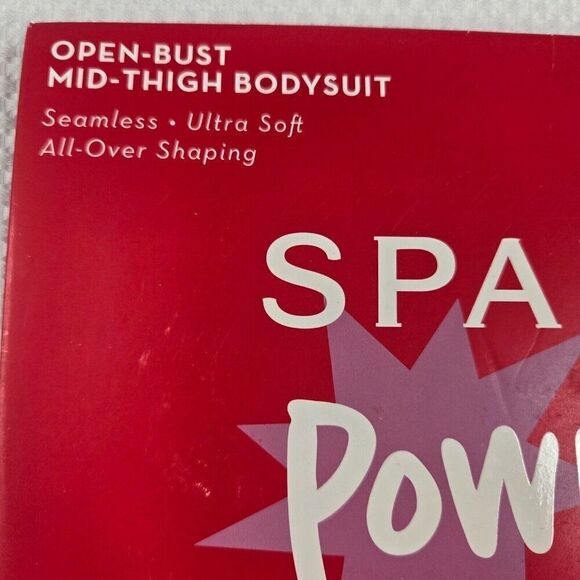 OPEN-BUST
MID-THIGH BODYSUIT
Seamless • Ultra Soft
All-Over Shaping
SPA
POW